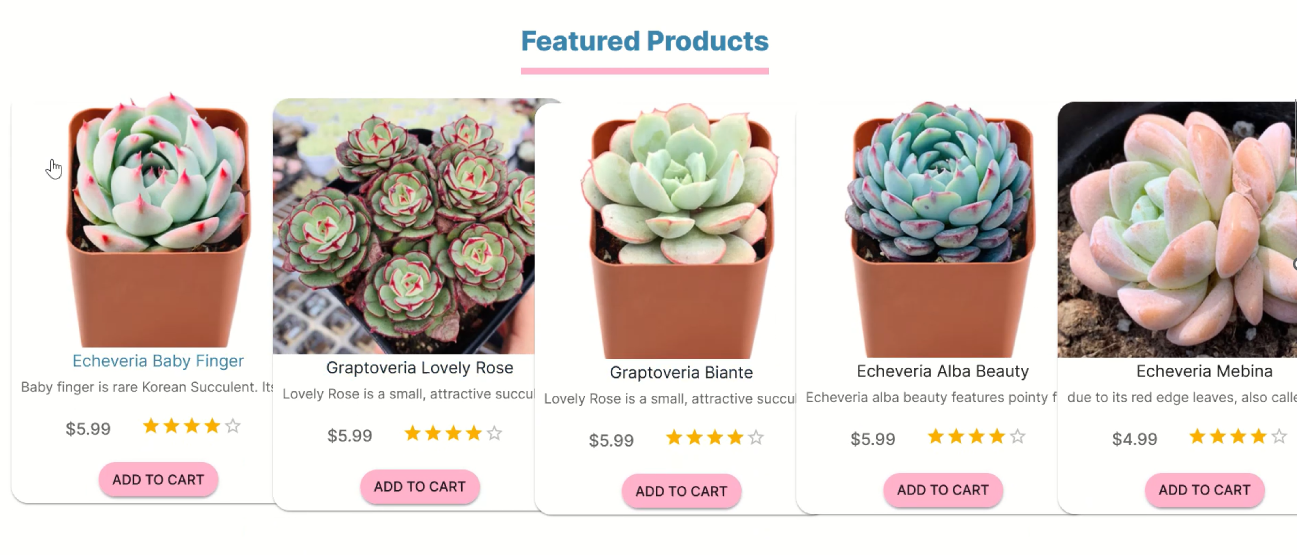 Featured Products
Echeveria Baby Finger
Baby finger is rare Korean Succulent. Its
$5.99
ADD TO CART
Graptoveria Lovely Rose
Lovely Rose is a small, attractive succul
$5.99
ADD TO CART
Graptoveria Biante
Lovely Rose is a small, attractive succul
$5.99
ADD TO CART
Echeveria Alba Beauty
Echeveria alba beauty features pointy f
$5.99
ADD TO CART
Echeveria Mebina
due to its red edge leaves, also calle
$4.99
ADD TO CART